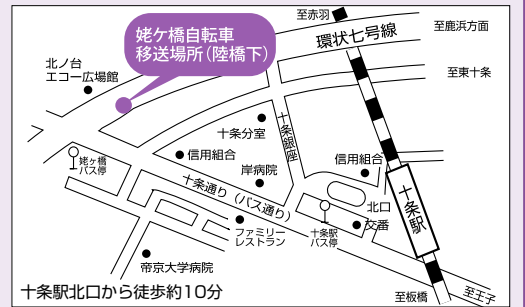 至赤羽
環状七号線
至鹿浜方面
姥ケ橋自転車
移送場所（陸橋下）
北ノ台
エコー広場館
至東十条
十条分室
十条銀座
信用組合
信用組合
姥ヶ橋
バス停
岸病院
十条通り（バス通り）
北口
十条駅
交番
ファミリー
レストラン
十条駅
バス停
帝京大学病院
十条駅北口から徒歩約10分
至板橋
至王子